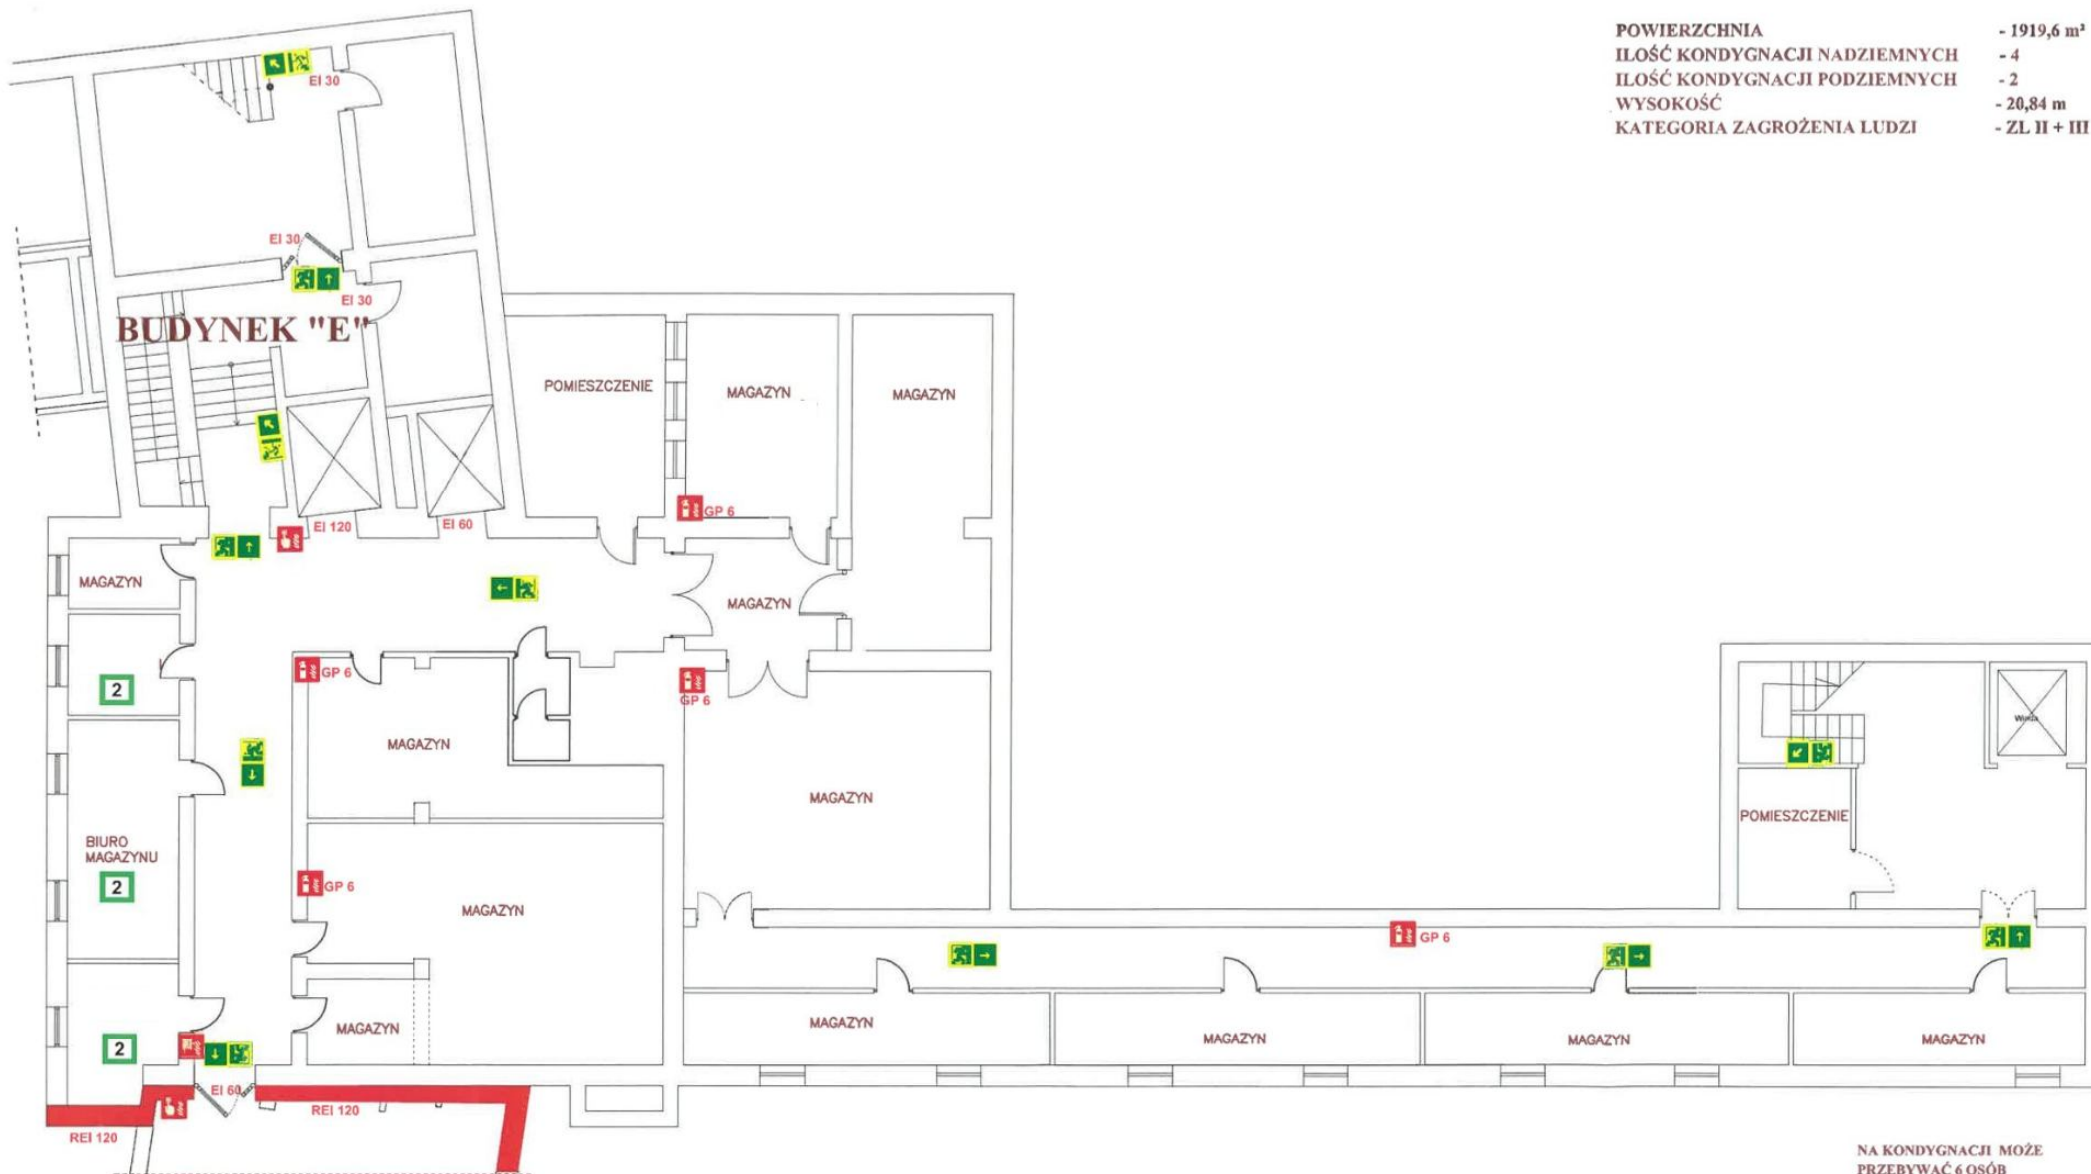 POWIERZCHNIA - 1919,6 m²
ILOŚĆ KONDYGNACJI NADZIEMNYCH - 4
ILOŚĆ KONDYGNACJI PODZIEMNYCH - 2
WYSOKOŚĆ - 20,84 m
KATEGORIA ZAGROŻENIA LUDZI - ZL II + III
EI 30
EI 30
EI 30
BUDYNEK "E"
POMIESZCZENIE
MAGAZYN
MAGAZYN
GP 6
EI 120
EI 60
MAGAZYN
MAGAZYN
2
GP 6
GP 6
MAGAZYN
Winda
MAGAZYN
POMIESZCZENIE
BIURO
MAGAZYNU
2
GP 6
MAGAZYN
GP 6
MAGAZYN
MAGAZYN
MAGAZYN
MAGAZYN
MAGAZYN
2
EI 60
REI 120
REI 120
NA KONDYGNACJI MOŻE
PRZEBYWAĆ 6 OSÓB